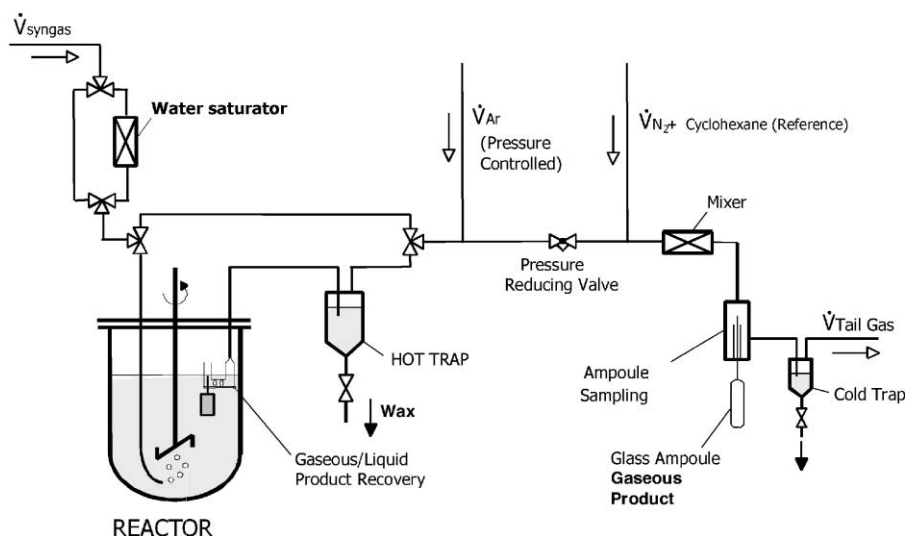 V̇syngas
Water saturator
V̇Ar
(Pressure
Controlled)
V̇N2+ Cyclohexane (Reference)
Mixer
Pressure
Reducing Valve
HOT TRAP
Wax
Gaseous/Liquid
Product Recovery
REACTOR
Ampoule
Sampling
V̇Tail Gas
Cold Trap
Glass Ampoule
Gaseous
Product